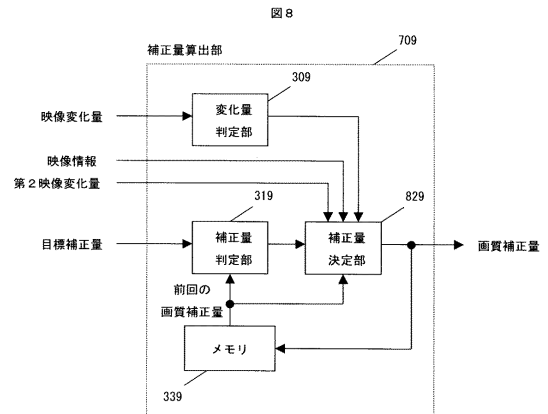 図8
補正量算出部
709
309
映像変化量
変化量
判定部
映像情報
第2映像変化量
319
829
目標補正量
補正量
判定部
補正量
決定部
画質補正量
前回の
画質補正量
メモリ
339